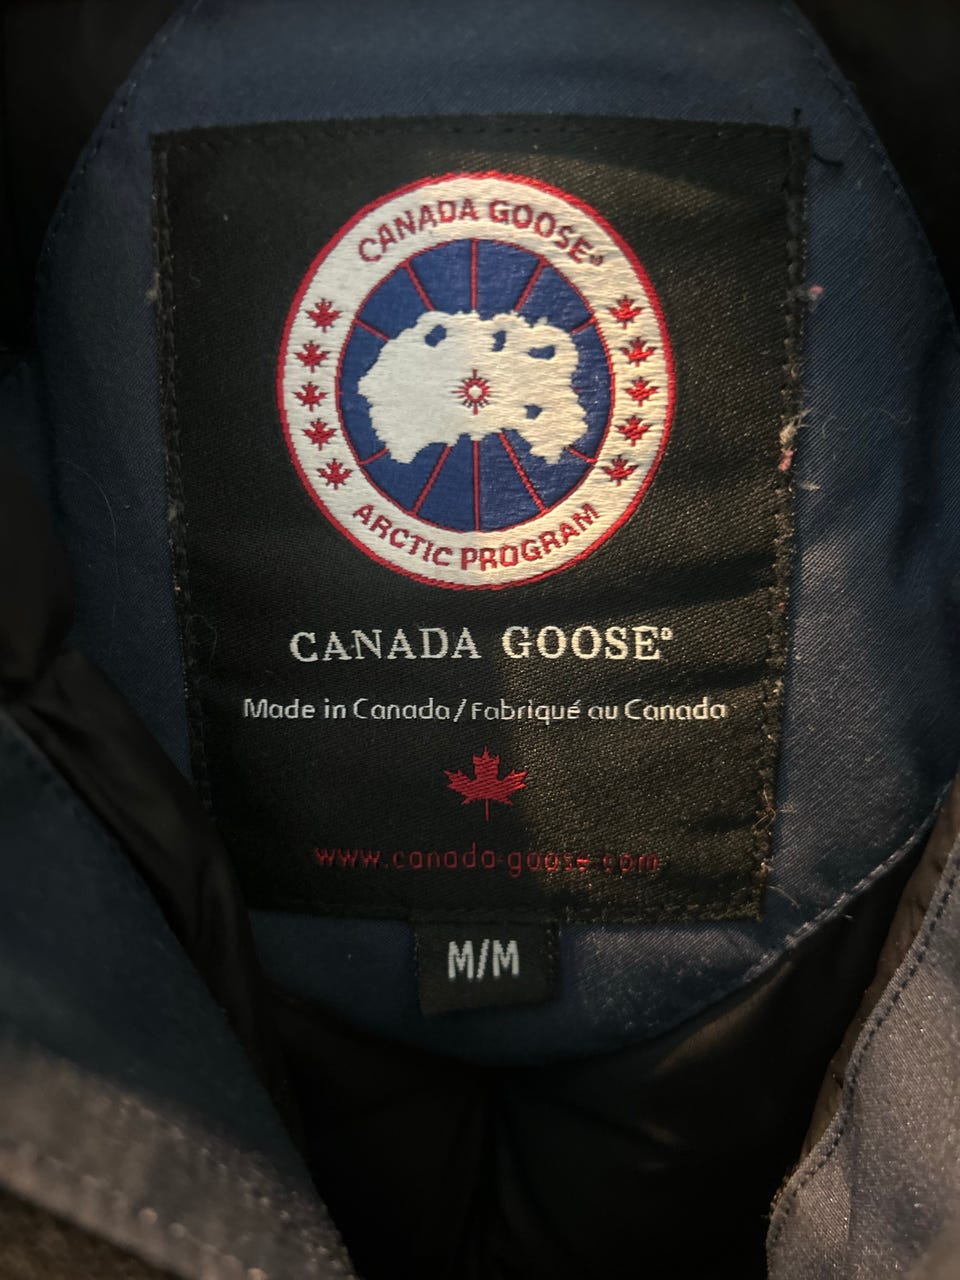 CANADA GOOSE®
ARCTIC PROGRAM
CANADA GOOSE®
Made in Canada/Fabriqué au Canada
www.canada-goose.com
M/M